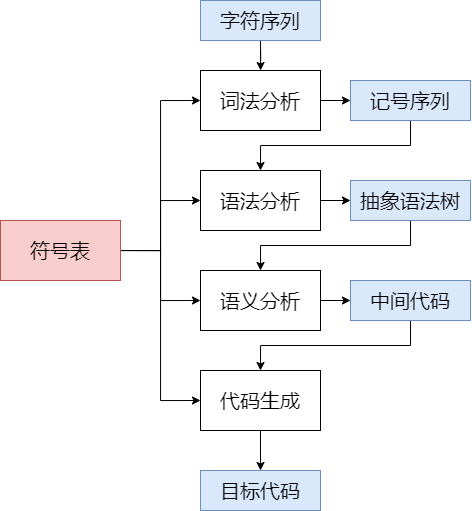 字符序列
词法分析
记号序列
语法分析
抽象语法树
符号表
语义分析
中间代码
代码生成
目标代码